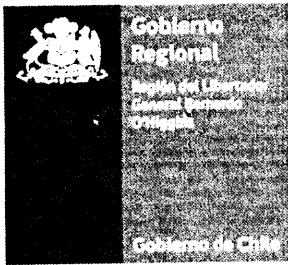 Gobierno
Regional
Región del Libertador
General Bernardo
O'Higgins
Gobierno de Chile